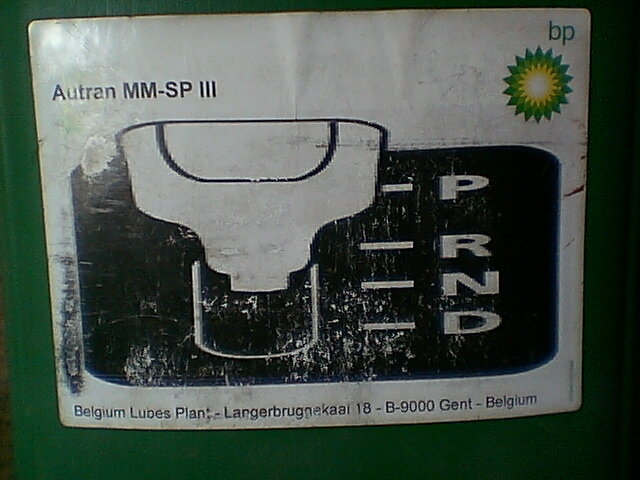 bp
Autran MM-SP III
P
R
N
D
Belgium Lubes Plant - Langerbrugnekaai 18 - B-9000 Gent - Belgium